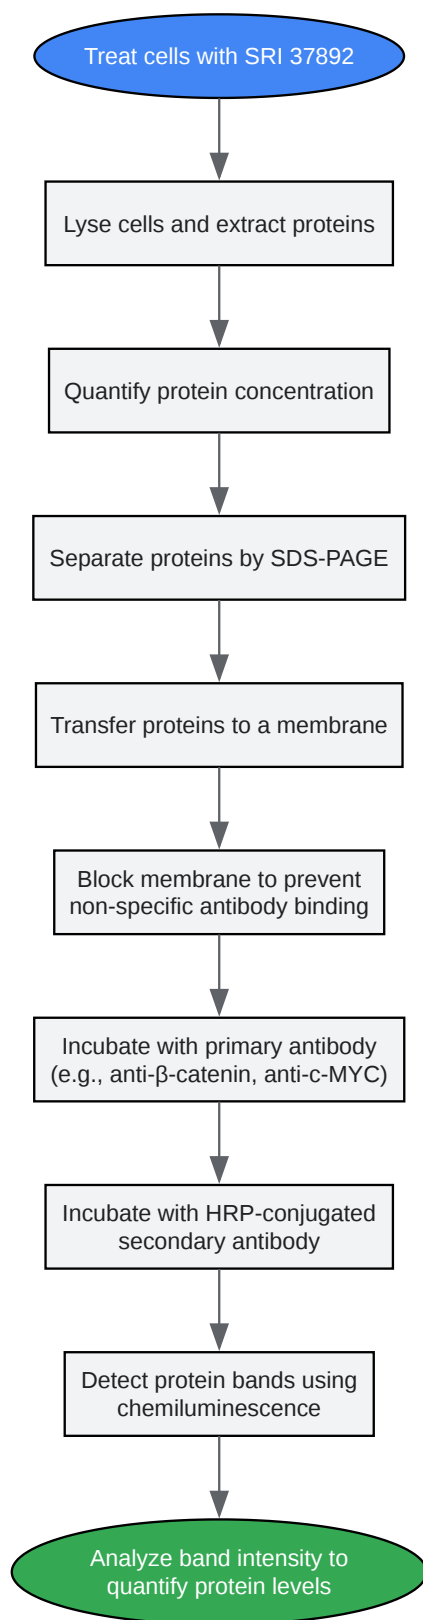 Treat cells with SRI 37892
Lyse cells and extract proteins
Quantify protein concentration
Separate proteins by SDS-PAGE
Transfer proteins to a membrane
Block membrane to prevent
non-specific antibody binding
Incubate with primary antibody
(e.g., anti-β-catenin, anti-c-MYC)
Incubate with HRP-conjugated
secondary antibody
Detect protein bands using
chemiluminescence
Analyze band intensity to
quantify protein levels